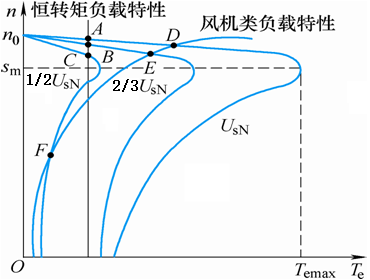 n 恒转矩负载特性 风机类负载特性
n₀ A D
C B E
sₘ
1/2UsN 2/3UsN
UsN
F
O Tₑₘₐₓ Tₑ